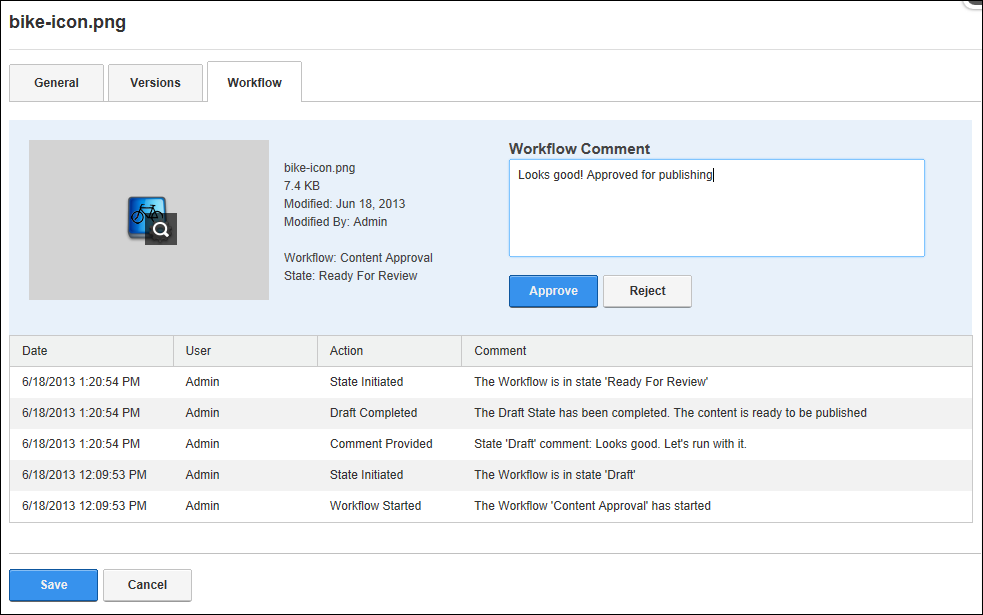 bike-icon.png
General Versions Workflow
bike-icon.png
7.4 KB
Modified: Jun 18, 2013
Modified By: Admin
Workflow: Content Approval
State: Ready For Review
Workflow Comment
Looks good! Approved for publishing
Approve Reject
Date User Action Comment
6/18/2013 1:20:54 PM Admin State Initiated The Workflow is in state 'Ready For Review'
6/18/2013 1:20:54 PM Admin Draft Completed The Draft State has been completed. The content is ready to be published
6/18/2013 1:20:54 PM Admin Comment Provided State 'Draft' comment: Looks good. Let's run with it.
6/18/2013 12:09:53 PM Admin State Initiated The Workflow is in state 'Draft'
6/18/2013 12:09:53 PM Admin Workflow Started The Workflow 'Content Approval' has started
Save Cancel